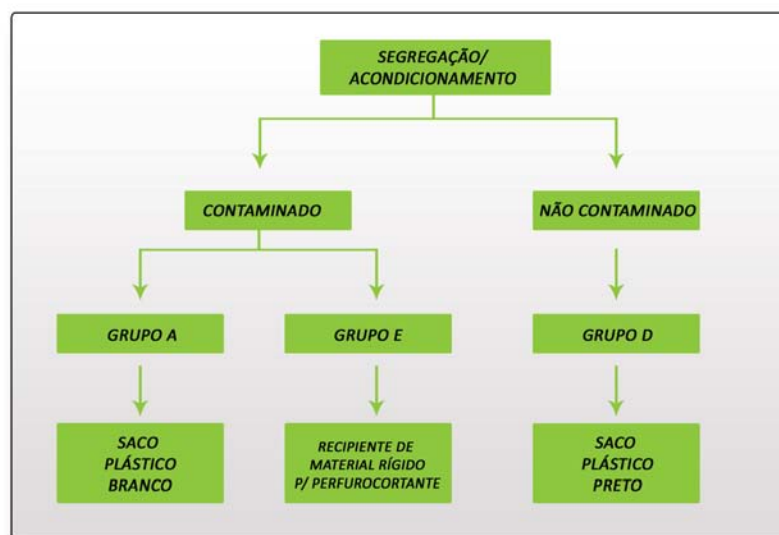 SEGREGAÇÃO/
ACONDICIONAMENTO
CONTAMINADO
NÃO CONTAMINADO
GRUPO A
GRUPO E
GRUPO D
SACO
PLÁSTICO
BRANCO
RECIPIENTE DE
MATERIAL RÍGIDO
P/ PERFUROCORTANTE
SACO
PLÁSTICO
PRETO